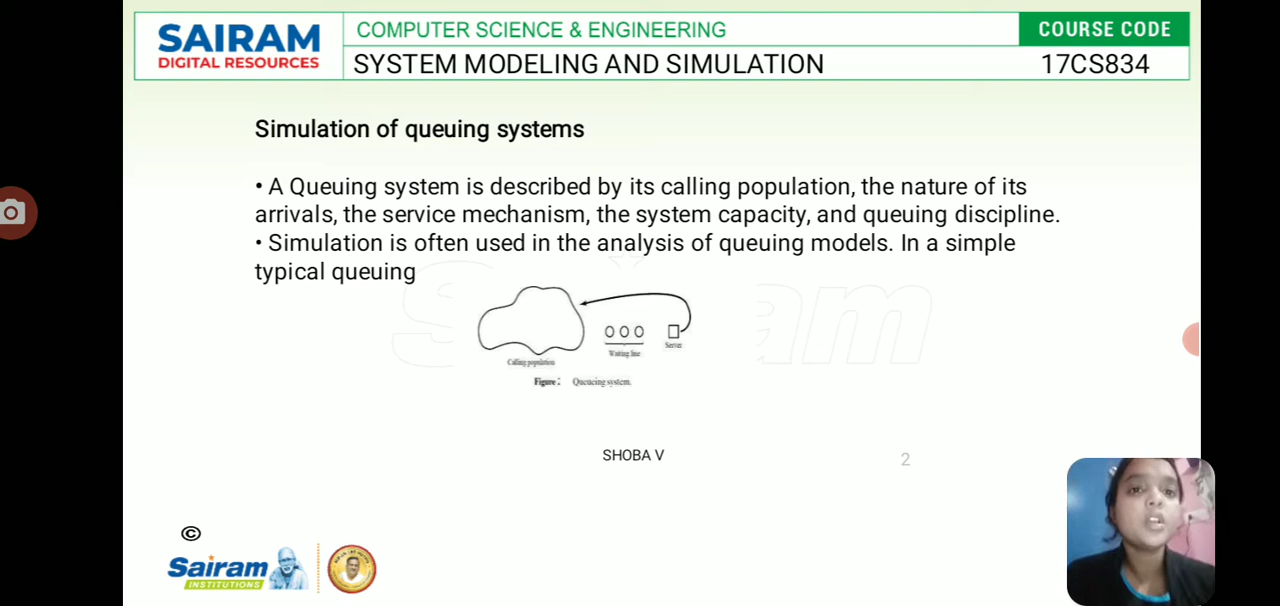 SAIRAM
DIGITAL RESOURCES
COMPUTER SCIENCE & ENGINEERING
SYSTEM MODELING AND SIMULATION
COURSE CODE
17CS834
Simulation of queuing systems
• A Queuing system is described by its calling population, the nature of its
arrivals, the service mechanism, the system capacity, and queuing discipline.
• Simulation is often used in the analysis of queuing models. In a simple
typical queuing
Calling population
Waiting line
Server
Figure : Queueing system.
SHOBA V
2
©
Sairam
INSTITUTIONS